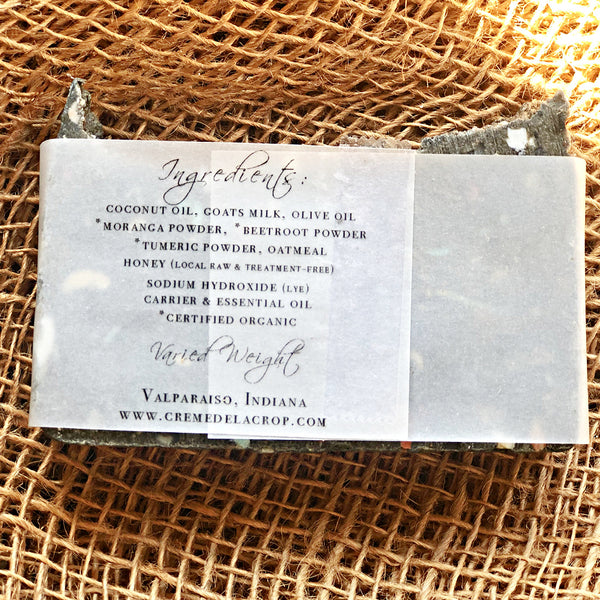 Ingredients:
COCONUT OIL, GOATS MILK, OLIVE OIL
*MORANGA POWDER, *BEETROOT POWDER
*TUMERIC POWDER, OATMEAL
HONEY (LOCAL RAW & TREATMENT-FREE)
SODIUM HYDROXIDE (LYE)
CARRIER & ESSENTIAL OIL
*CERTIFIED ORGANIC
Varied Weight
VALPARAISO, INDIANA
WWW.CREMEDELACROP.COM